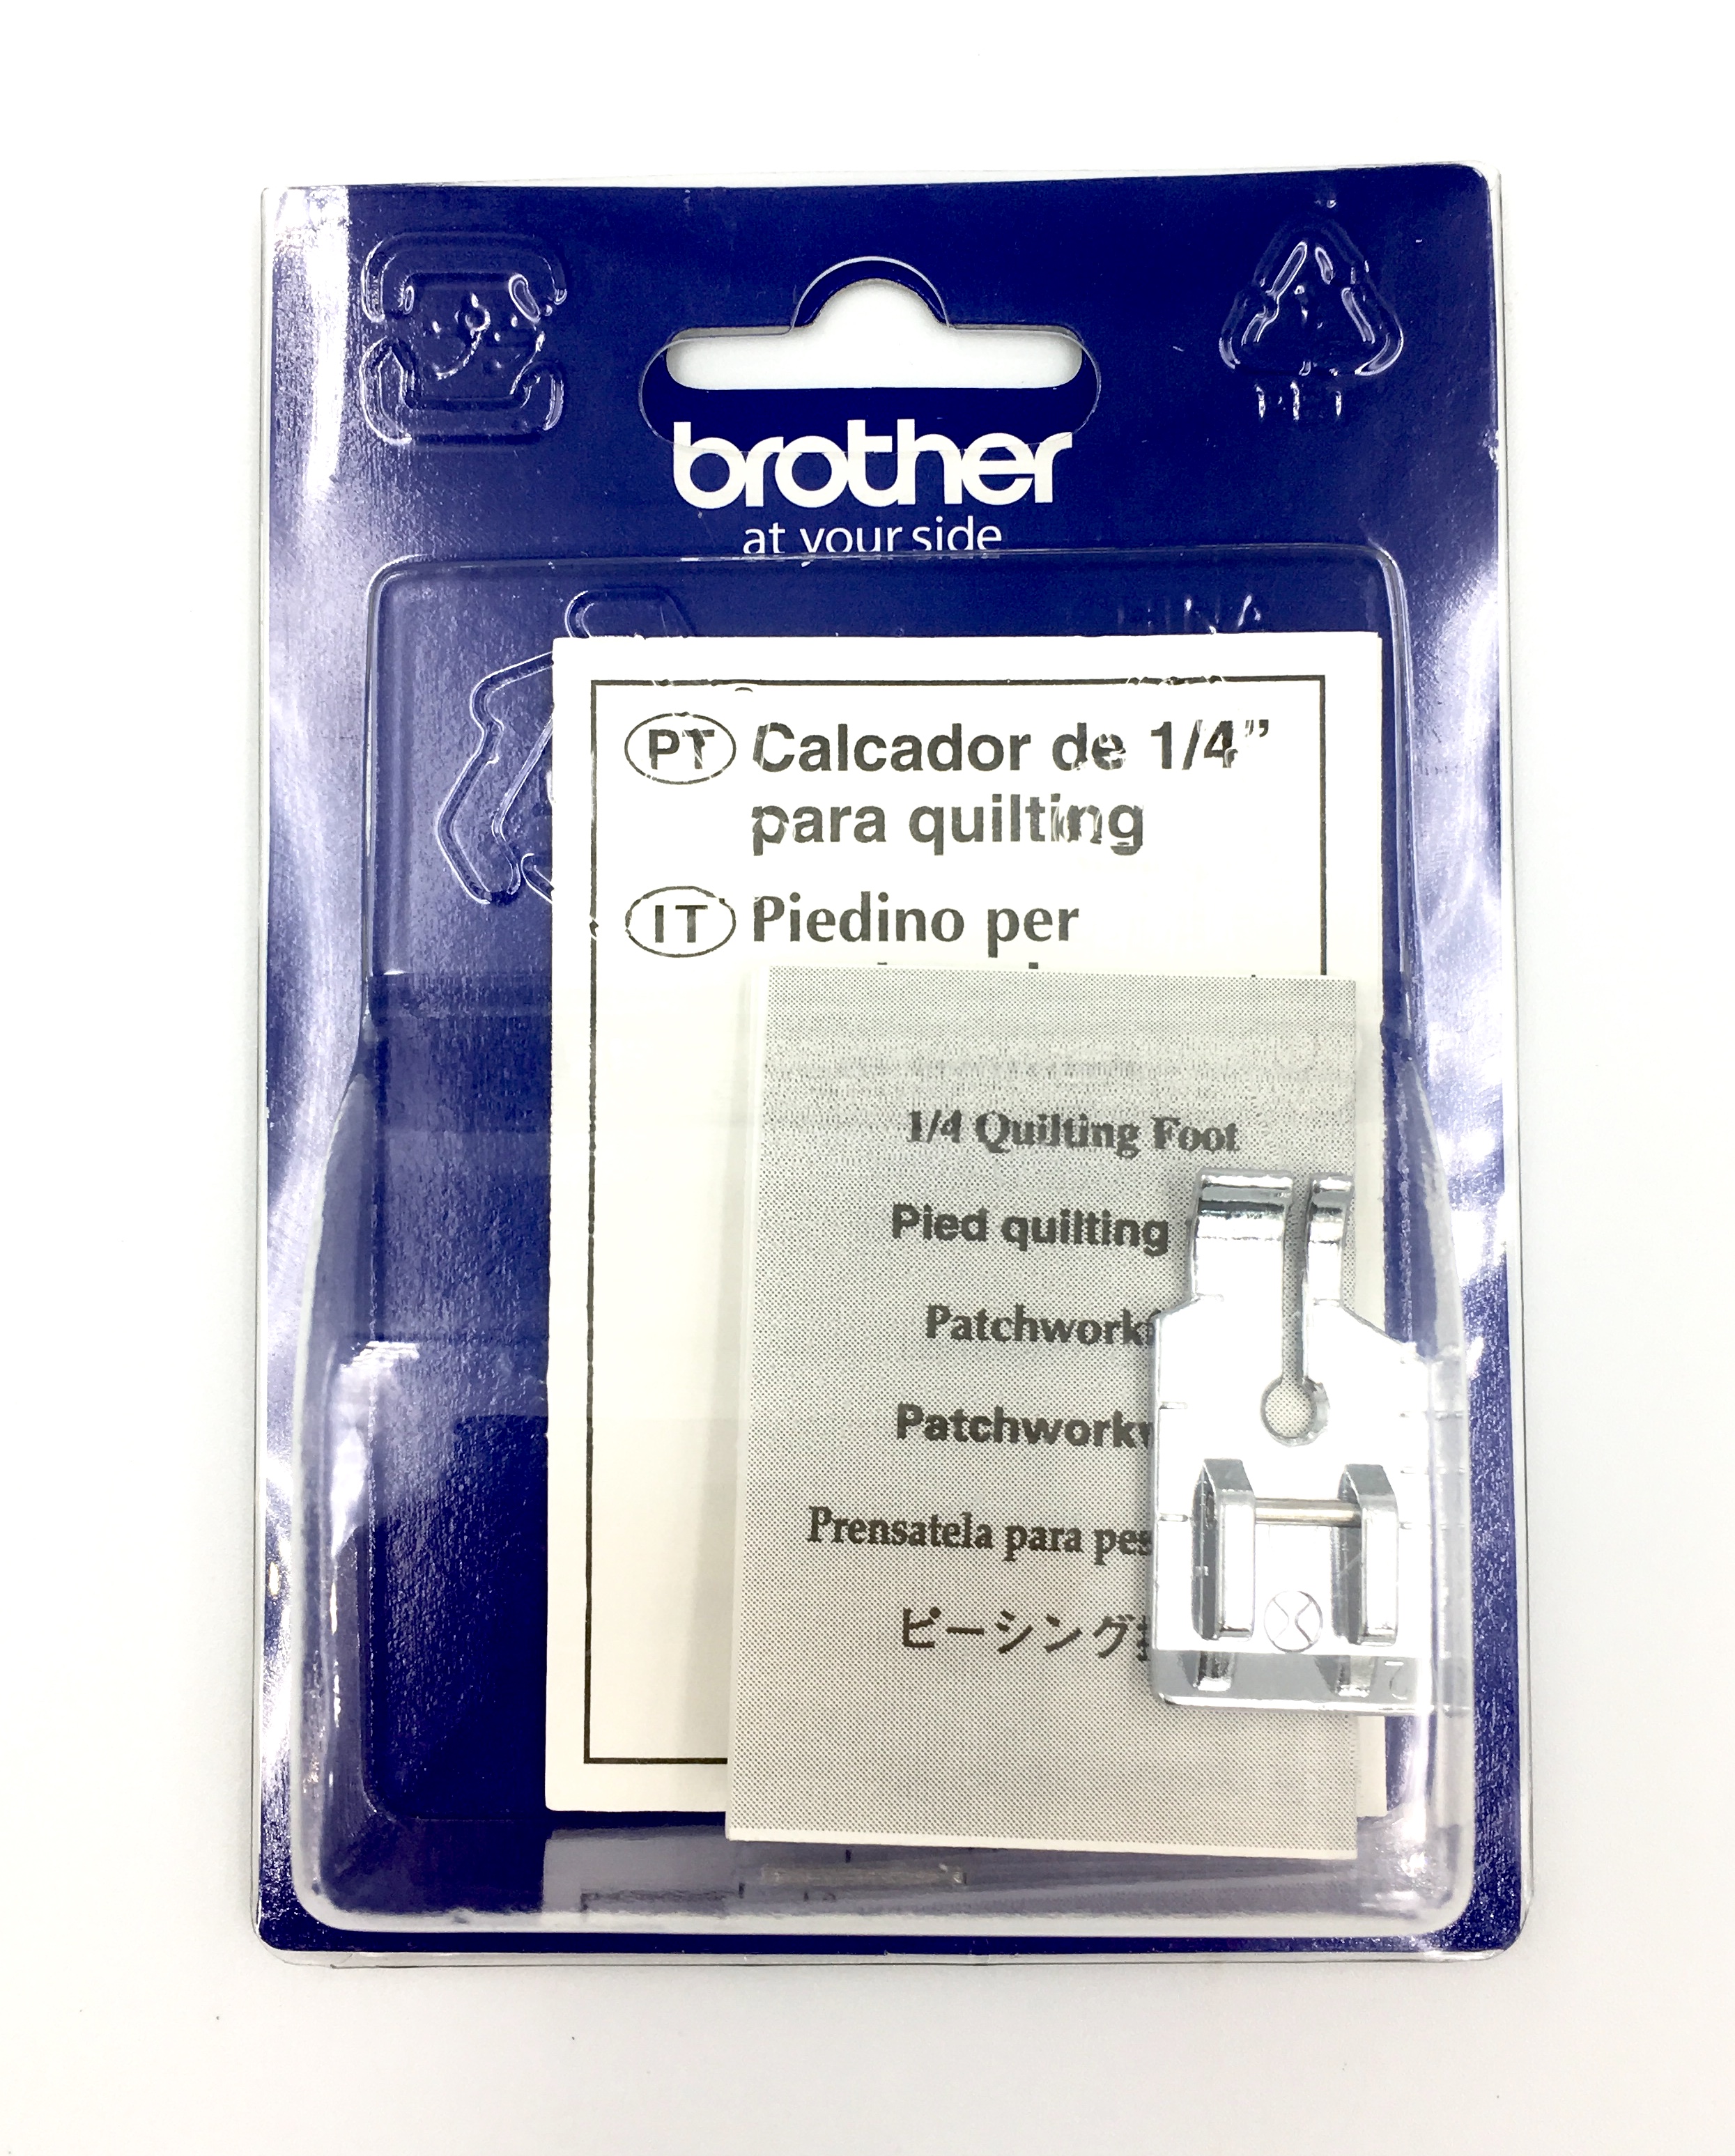 brother
at your side
PT Calcador de 1/4”
para quilting
IT Piedino per
1/4 Quilting Foot
Pied quilting
Patchwork
Patchwork
Prensatela para
ピーシング
7